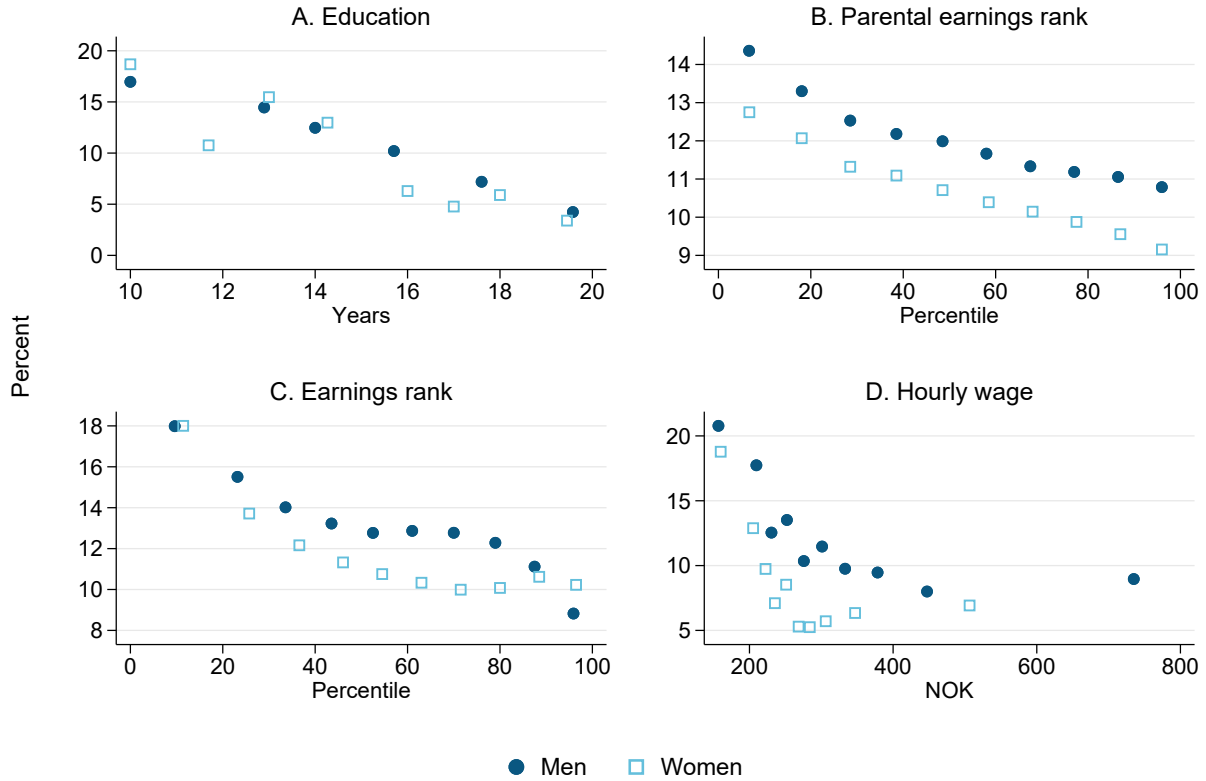 A. Education
20
15
10
5
0
10 12 14 16 18 20
Years
B. Parental earnings rank
14
13
12
11
10
9
0 20 40 60 80 100
Percentile
Percent
C. Earnings rank
18
16
14
12
10
8
0 20 40 60 80 100
Percentile
D. Hourly wage
20
15
10
5
200 400 600 800
NOK
Men Women